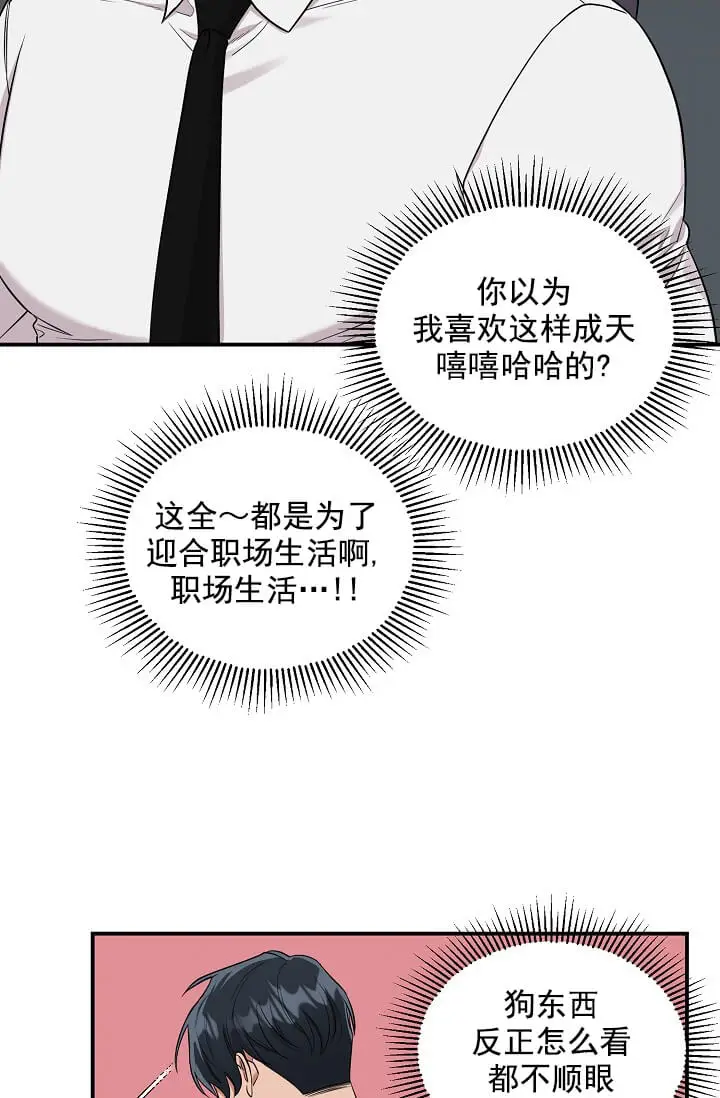 你以为
我喜欢这样成天
嘻嘻哈哈的?
这全～都是为了
迎合职场生活啊,
职场生活…!!
狗东西
反正怎么看
都不顺眼